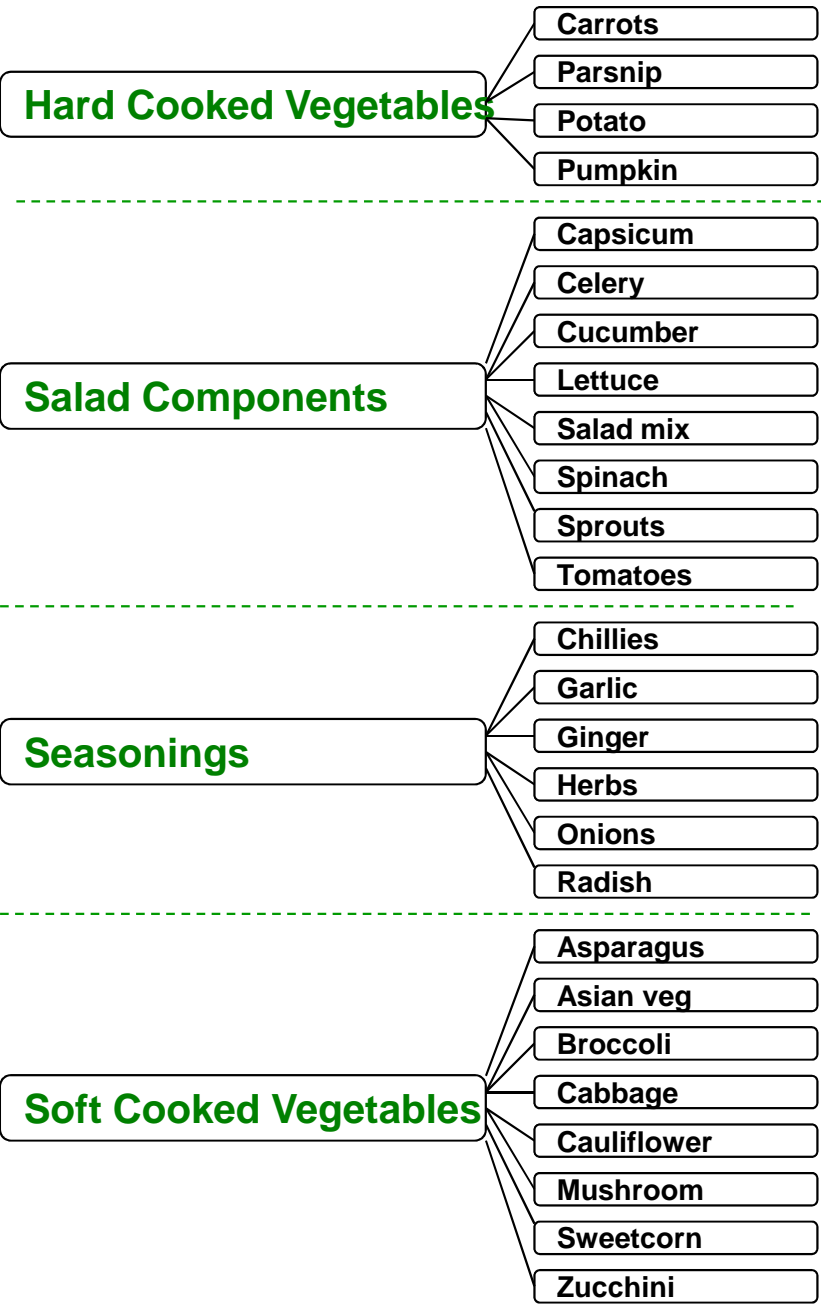 Hard Cooked Vegetables
Carrots
Parsnip
Potato
Pumpkin
Salad Components
Capsicum
Celery
Cucumber
Lettuce
Salad mix
Spinach
Sprouts
Tomatoes
Seasonings
Chillies
Garlic
Ginger
Herbs
Onions
Radish
Soft Cooked Vegetables
Asparagus
Asian veg
Broccoli
Cabbage
Cauliflower
Mushroom
Sweetcorn
Zucchini